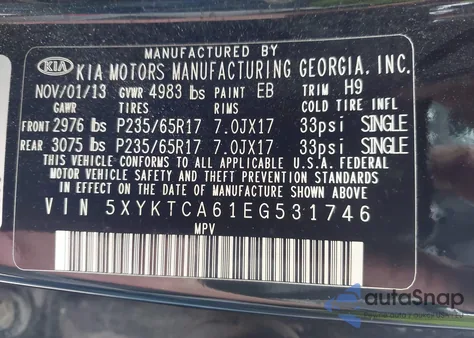 MANUFACTURED BY
KIA KIA MOTORS MANUFACTURING GEORGIA, INC.
NOV/01/13 GVWR 4983 lbs PAINT EB TRIM H9
GAWR TIRES RIMS COLD TIRE INFL
FRONT 2976 lbs P235/65R17 7.0JX17 33psi SINGLE
REAR 3075 lbs P235/65R17 7.0JX17 33psi SINGLE
THIS VEHICLE CONFORMS TO ALL APPLICABLE U.S.A. FEDERAL
MOTOR VEHICLE SAFETY AND THEFT PREVENTION STANDARDS IN
EFFECT ON THE DATE OF MANUFACTURE SHOWN ABOVE.
VIN 5XYKTCA61EG531746
MPV
autoSnap